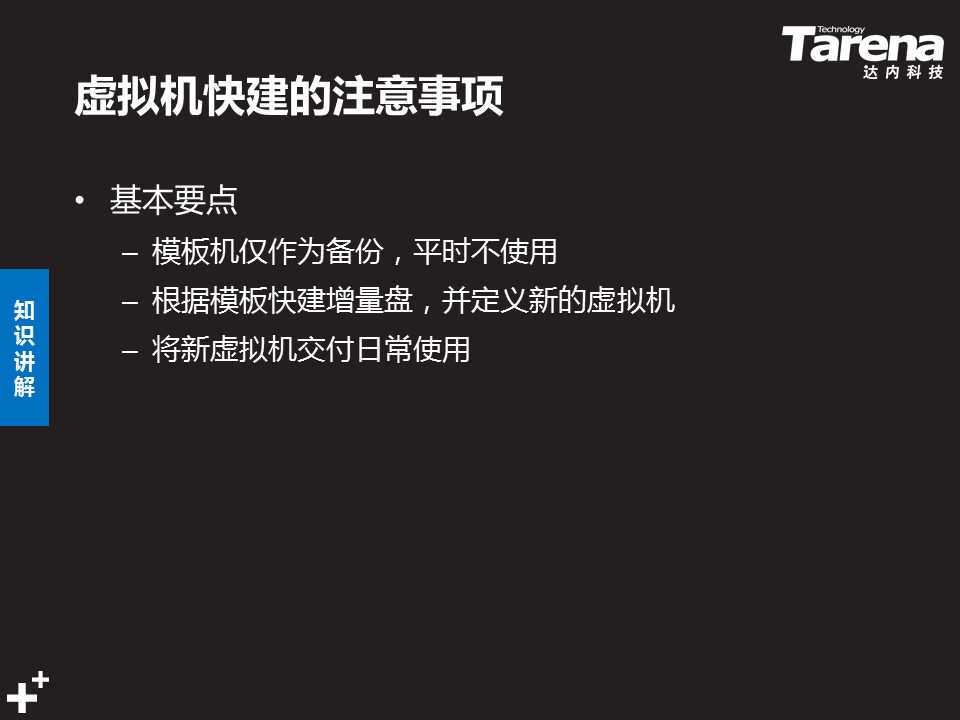 Technology
Tarena
达内科技
虚拟机快建的注意事项
• 基本要点
– 模板机仅作为备份，平时不使用
– 根据模板快建增量盘，并定义新的虚拟机
– 将新虚拟机交付日常使用
知识讲解